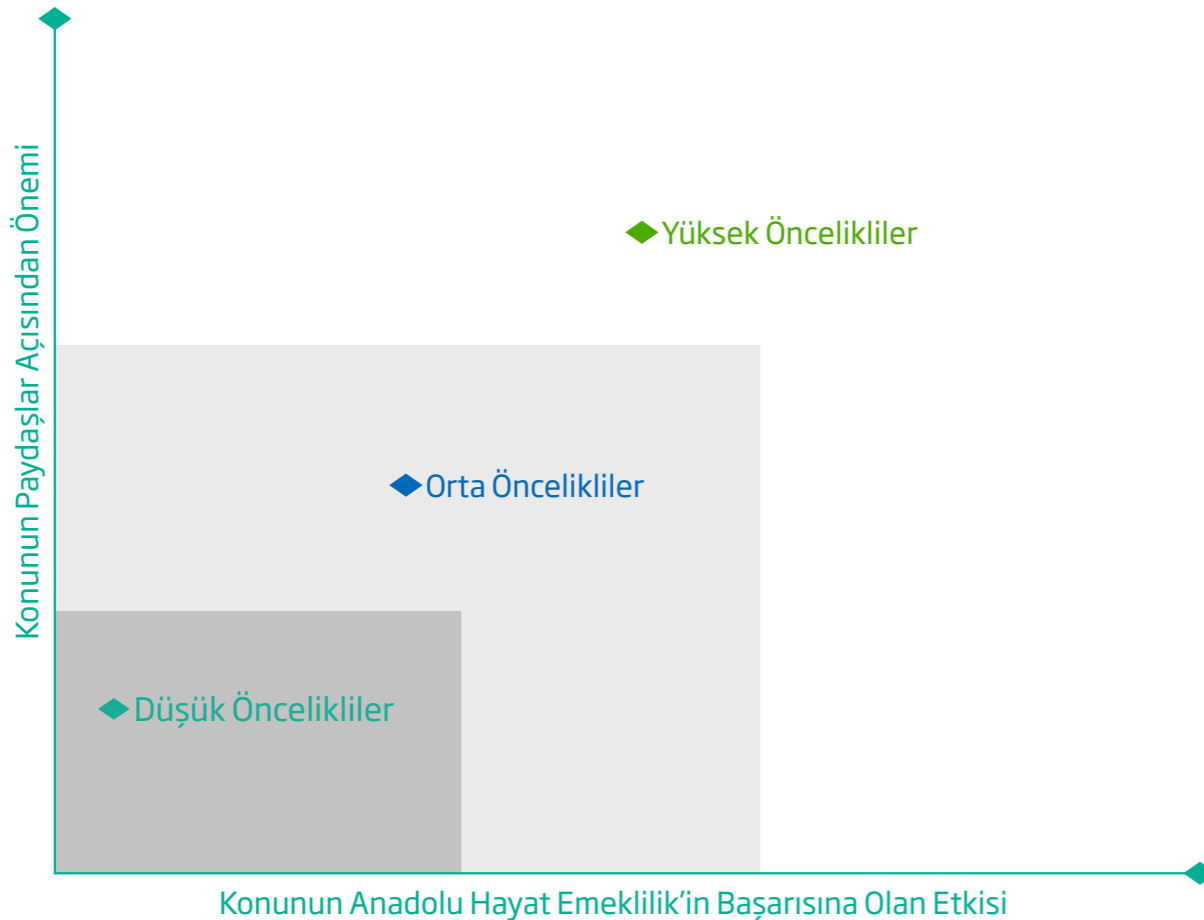 Konunun Paydaşlar Açısından Önemi
Yüksek Öncelikliler
Orta Öncelikliler
Düşük Öncelikliler
Konunun Anadolu Hayat Emeklilik’in Başarısına Olan Etkisi